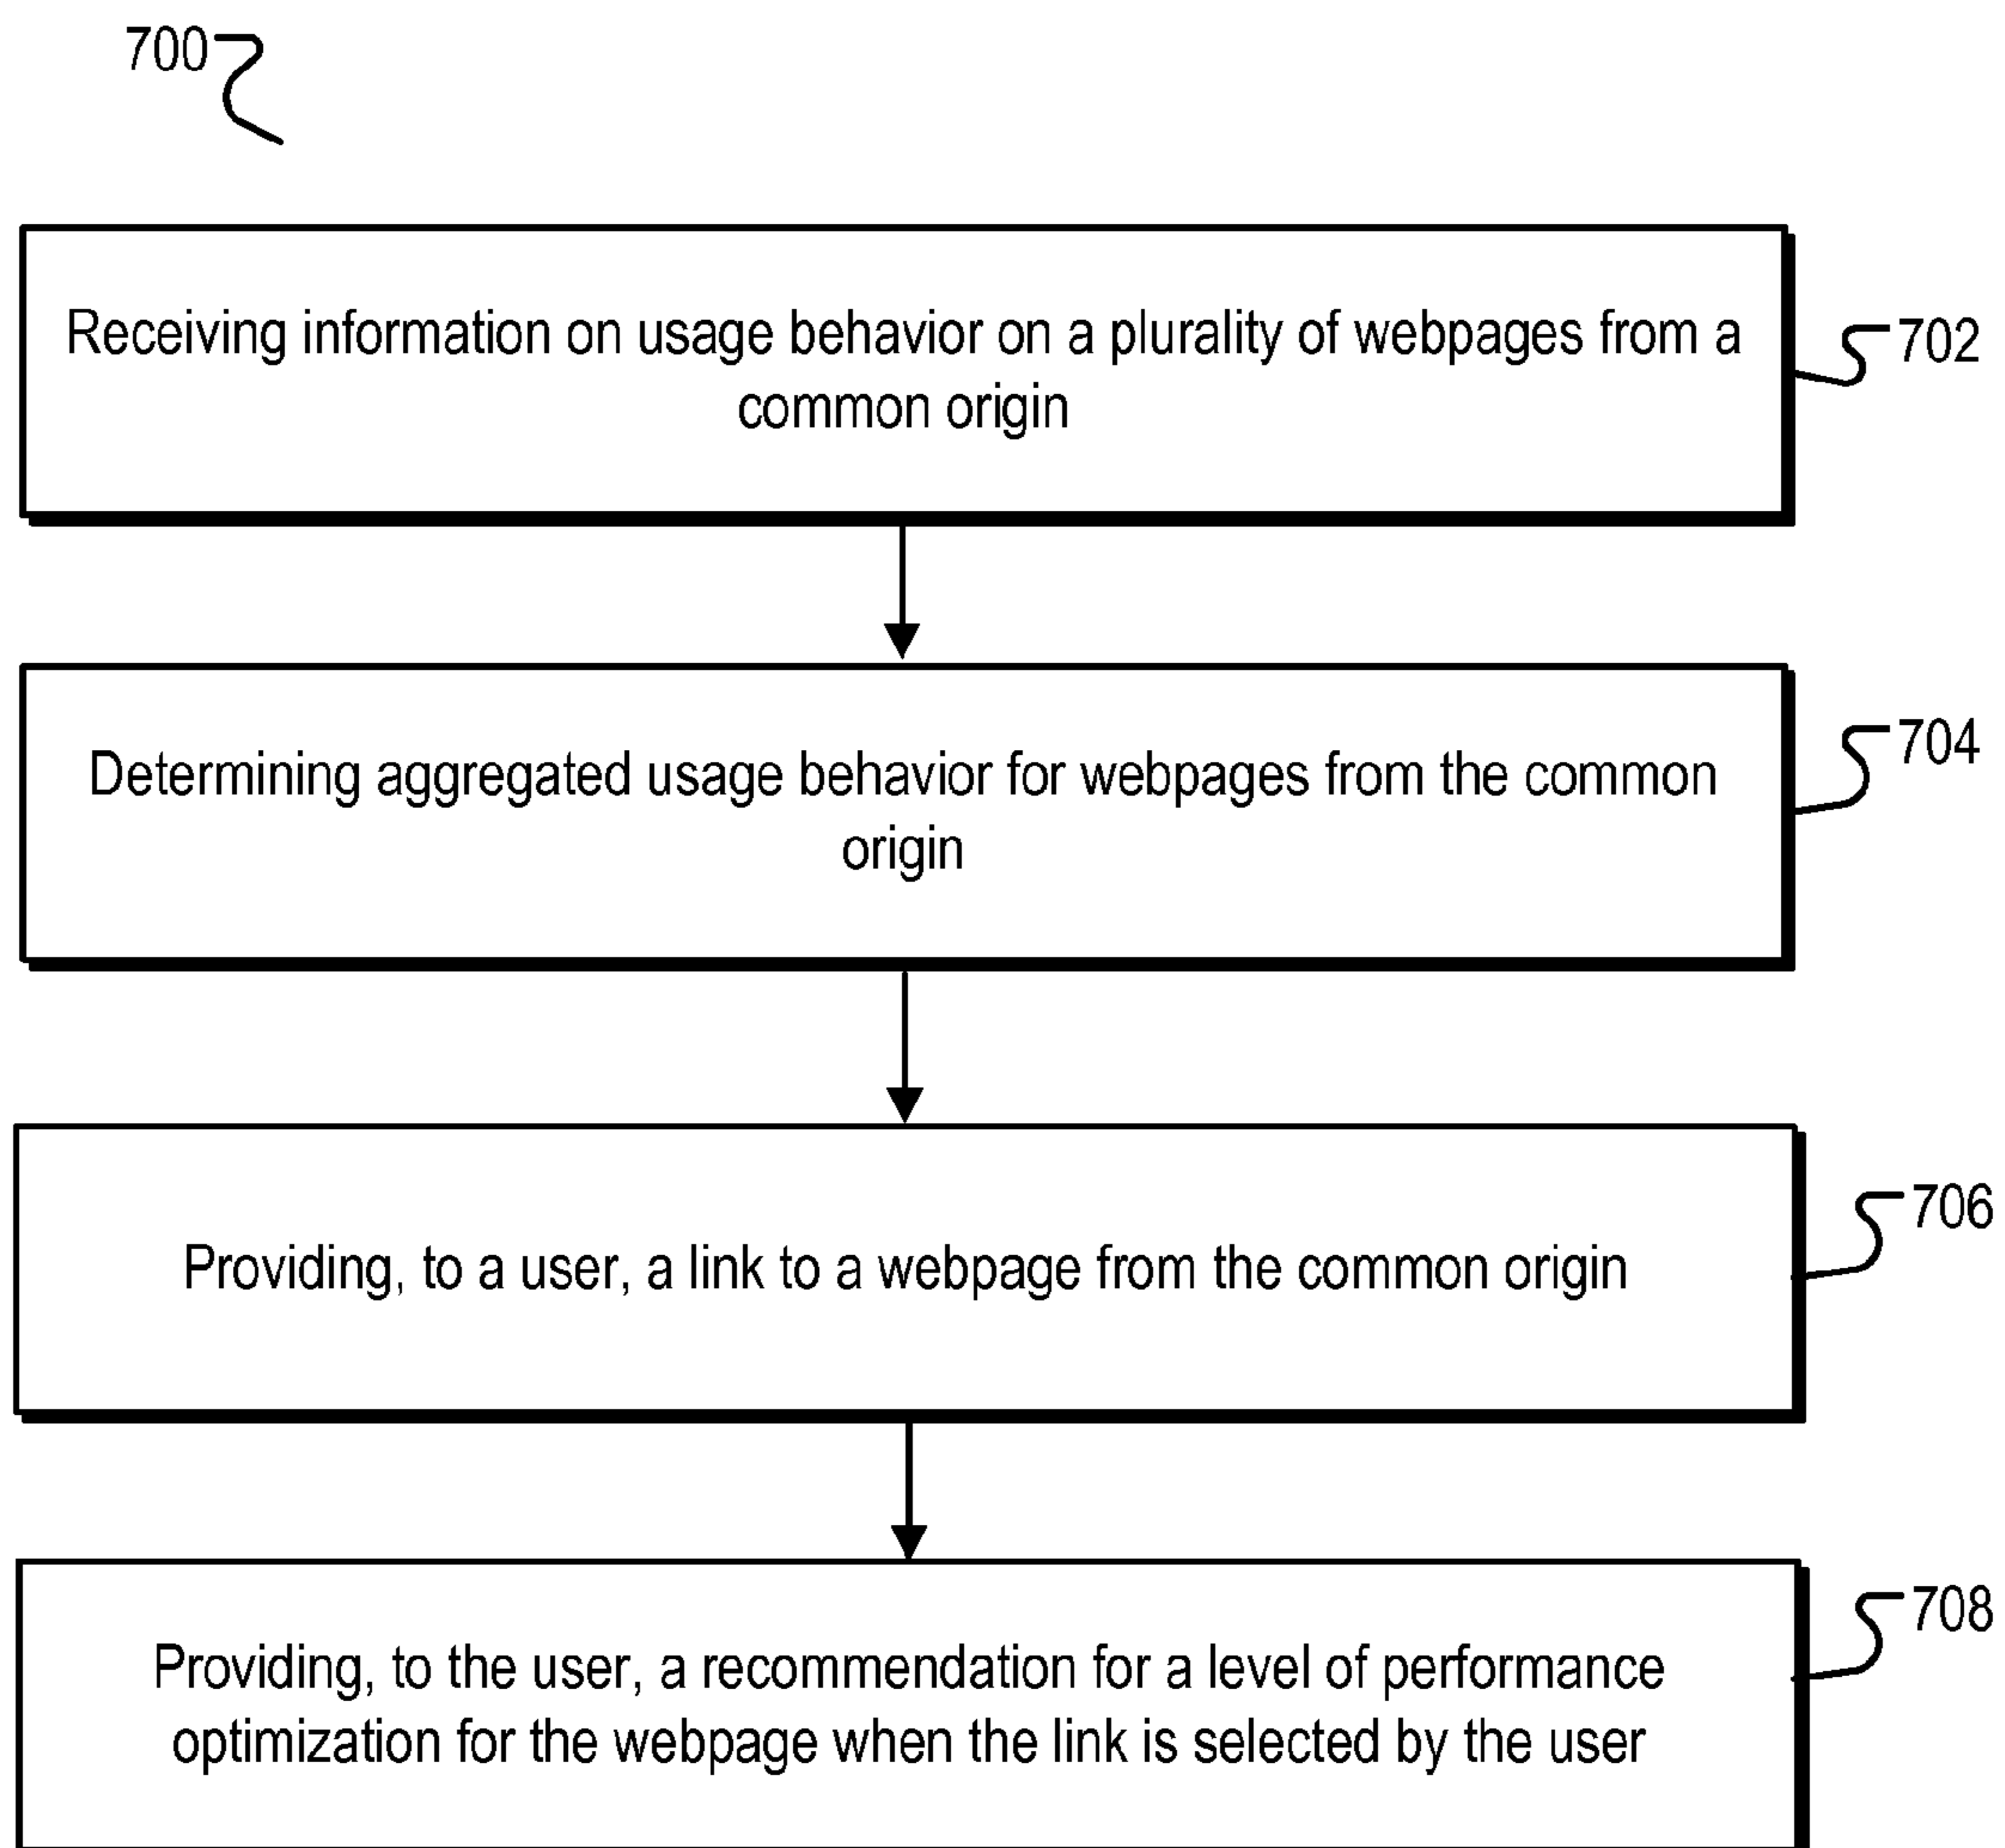 700
Receiving information on usage behavior on a plurality of webpages from a
common origin
702
Determining aggregated usage behavior for webpages from the common
origin
704
Providing, to a user, a link to a webpage from the common origin
706
Providing, to the user, a recommendation for a level of performance
optimization for the webpage when the link is selected by the user
708